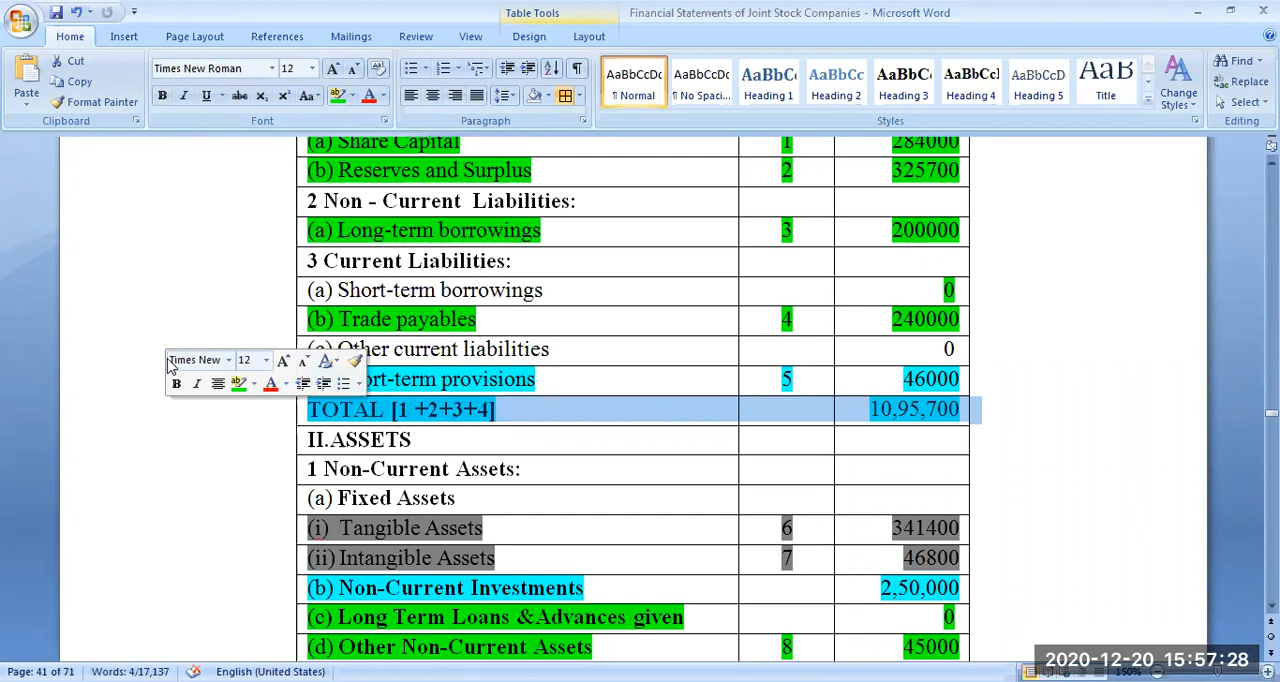 Table Tools
Financial Statements of Joint Stock Companies - Microsoft Word
Home Insert Page Layout References Mailings Review View Design Layout
Paste Cut Copy Format Painter
Times New Roman 12
AaBbCcDc AaBbCcDc AaBbC AaBbCc AaBbCc AaBbCcI AaBbCcD AaB
¶ Normal ¶ No Spaci... Heading 1 Heading 2 Heading 3 Heading 4 Heading 5 Title
Change Styles
Find Replace Select
Clipboard Font Paragraph Styles Editing
(a) Share Capital 1 284000
(b) Reserves and Surplus 2 325700
2 Non - Current Liabilities:
(a) Long-term borrowings 3 200000
3 Current Liabilities:
(a) Short-term borrowings 0
(b) Trade payables 4 240000
Other current liabilities 0
Times New 12
ort-term provisions 5 46000
TOTAL [1 +2+3+4] 10,95,700
II.ASSETS
1 Non-Current Assets:
(a) Fixed Assets
(i) Tangible Assets 6 341400
(ii) Intangible Assets 7 46800
(b) Non-Current Investments 2,50,000
(c) Long Term Loans &Advances given 0
(d) Other Non-Current Assets 8 45000
Page: 41 of 71 Words: 4/17,137 English (United States) 150%
2020-12-20 15:57:28